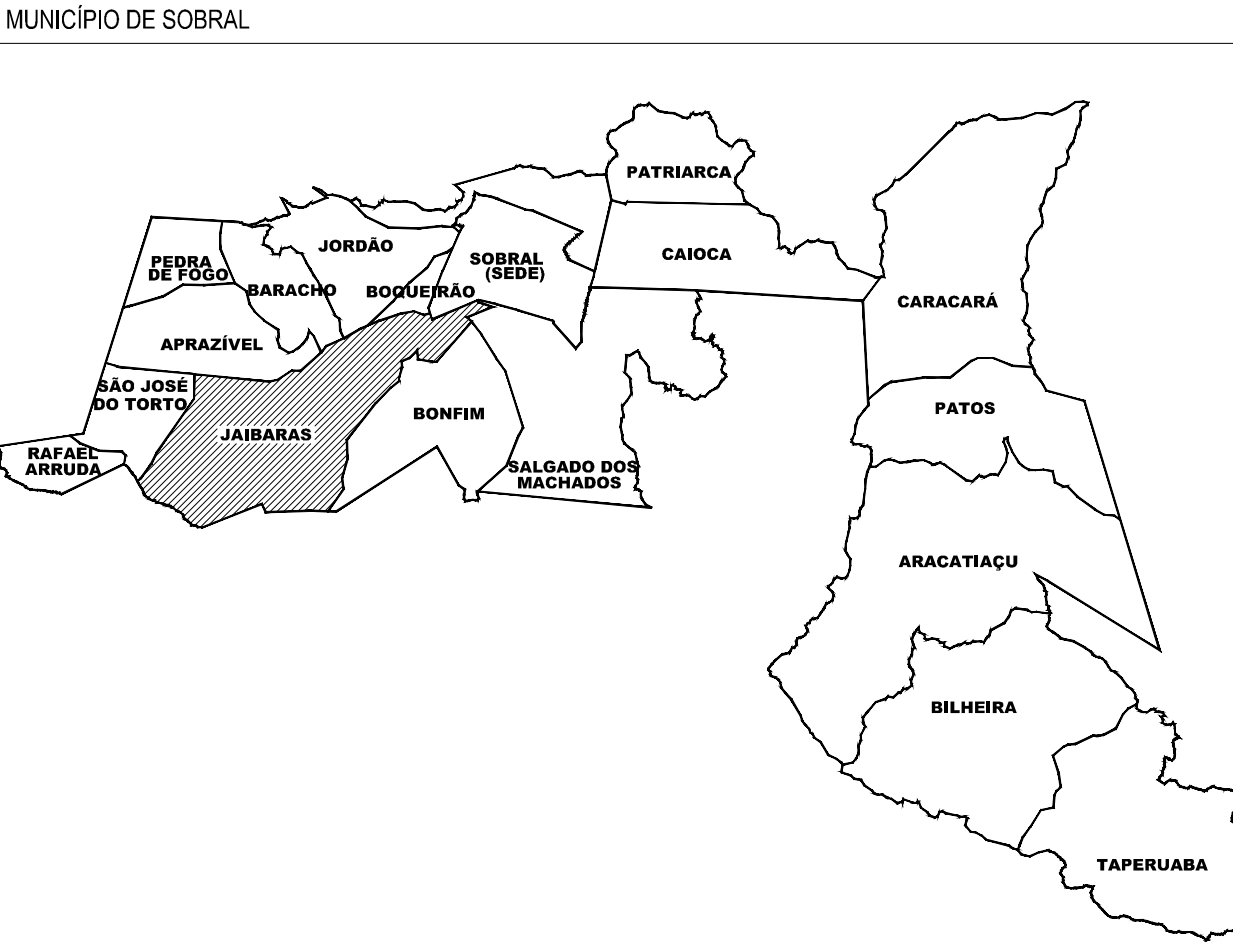 MUNICÍPIO DE SOBRAL
PATRIARCA
JORDÃO
CAIOCA
SOBRAL
(SEDE)
PEDRA
DE FOGO
BARACHO
BOQUEIRÃO
CARACARÁ
APRAZÍVEL
SÃO JOSÉ
DO TORTO
PATOS
BONFIM
JAIBARAS
RAFAEL
ARRUDA
SALGADO DOS
MACHADOS
ARACATIAÇU
BILHEIRA
TAPERUABA